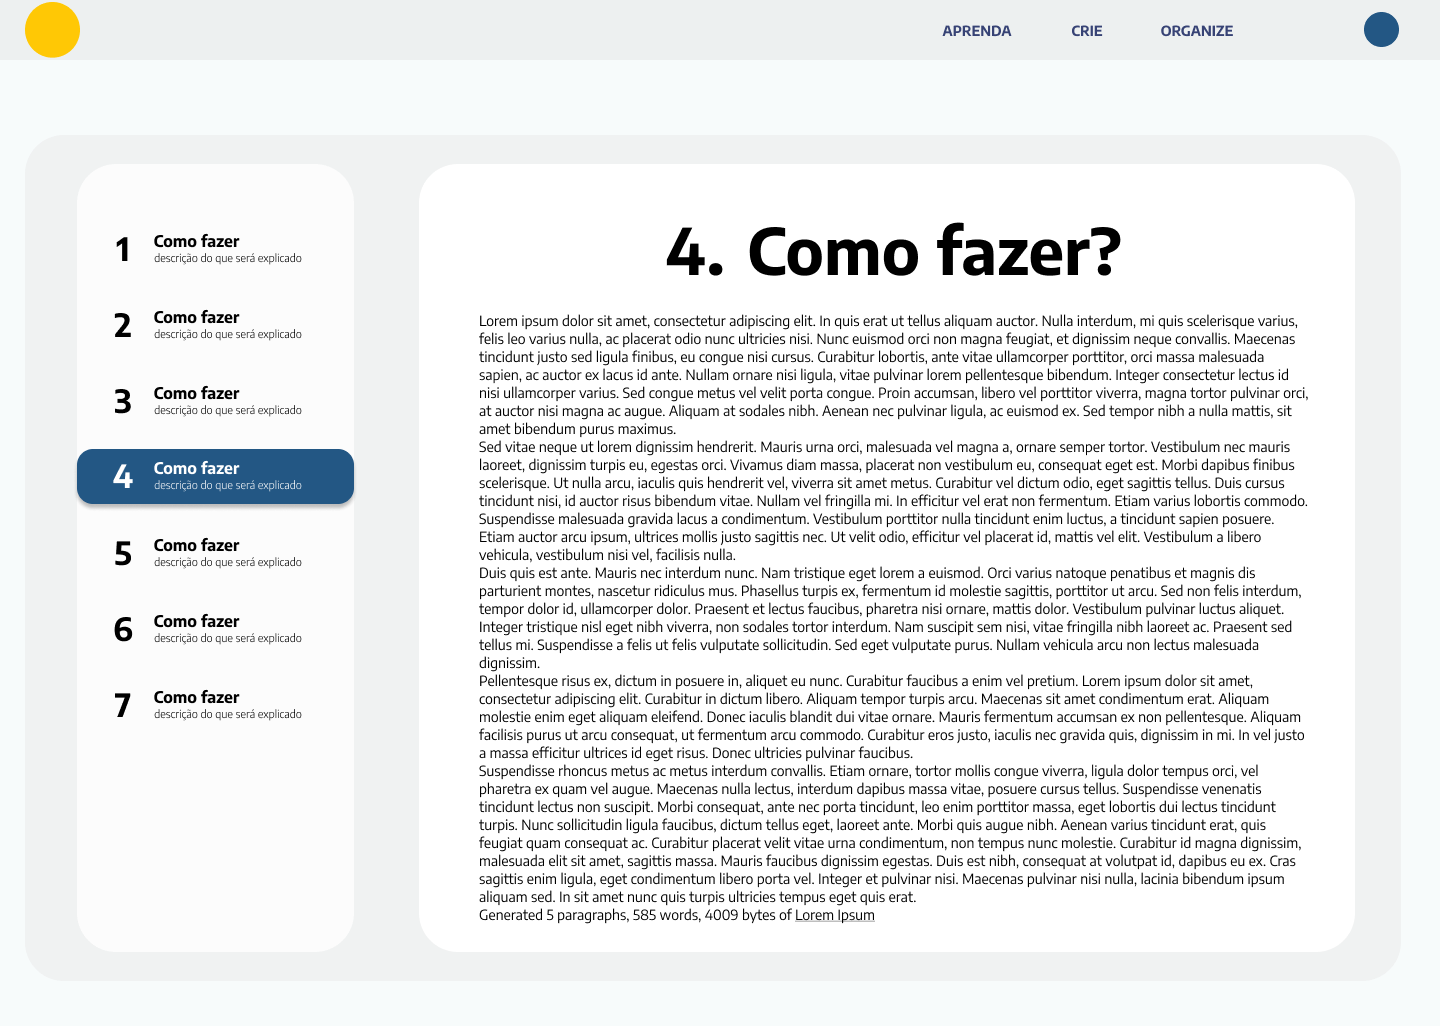 APRENDA CRIE ORGANIZE
1 Como fazer
descrição do que será explicado
2 Como fazer
descrição do que será explicado
3 Como fazer
descrição do que será explicado
4 Como fazer
descrição do que será explicado
5 Como fazer
descrição do que será explicado
6 Como fazer
descrição do que será explicado
7 Como fazer
descrição do que será explicado
4. Como fazer?
Lorem ipsum dolor sit amet, consectetur adipiscing elit. In quis erat ut tellus aliquam auctor. Nulla interdum, mi quis scelerisque varius,
felis leo varius nulla, ac placerat odio nunc ultricies nisi. Nunc euismod orci non magna feugiat, et dignissim neque convallis. Maecenas
tincidunt justo sed ligula finibus, eu congue nisi cursus. Curabitur lobortis, ante vitae ullamcorper porttitor, orci massa malesuada
sapien, ac auctor ex lacus id ante. Nullam ornare nisi ligula, vitae pulvinar lorem pellentesque bibendum. Integer consectetur lectus id
nisi ullamcorper varius. Sed congue metus vel velit porta congue. Proin accumsan, libero vel porttitor viverra, magna tortor pulvinar orci,
at auctor nisi magna ac augue. Aliquam at sodales nibh. Aenean nec pulvinar ligula, ac euismod ex. Sed tempor nibh a nulla mattis, sit
amet bibendum purus maximus.
Sed vitae neque ut lorem dignissim hendrerit. Mauris urna orci, malesuada vel magna a, ornare semper tortor. Vestibulum nec mauris
laoreet, dignissim turpis eu, egestas orci. Vivamus diam massa, placerat non vestibulum eu, consequat eget est. Morbi dapibus finibus
scelerisque. Ut nulla arcu, iaculis quis hendrerit vel, viverra sit amet metus. Curabitur vel dictum odio, eget sagittis tellus. Duis cursus
tincidunt nisi, id auctor risus bibendum vitae. Nullam vel fringilla mi. In efficitur vel erat non fermentum. Etiam varius lobortis commodo.
Suspendisse malesuada gravida lacus a condimentum. Vestibulum porttitor nulla tincidunt enim luctus, a tincidunt sapien posuere.
Etiam auctor arcu ipsum, ultrices mollis justo sagittis nec. Ut velit odio, efficitur vel placerat id, mattis vel elit. Vestibulum a libero
vehicula, vestibulum nisi vel, facilisis nulla.
Duis quis est ante. Mauris nec interdum nunc. Nam tristique eget lorem a euismod. Orci varius natoque penatibus et magnis dis
parturient montes, nascetur ridiculus mus. Phasellus turpis ex, fermentum id molestie sagittis, porttitor ut arcu. Sed non felis interdum,
tempor dolor id, ullamcorper dolor. Praesent et lectus faucibus, pharetra nisi ornare, mattis dolor. Vestibulum pulvinar luctus aliquet.
Integer tristique nisl eget nibh viverra, non sodales tortor interdum. Nam suscipit sem nisi, vitae fringilla nibh laoreet ac. Praesent sed
tellus mi. Suspendisse a felis ut felis vulputate sollicitudin. Sed eget vulputate purus. Nullam vehicula arcu non lectus malesuada
dignissim.
Pellentesque risus ex, dictum in posuere in, aliquet eu nunc. Curabitur faucibus a enim vel pretium. Lorem ipsum dolor sit amet,
consectetur adipiscing elit. Curabitur in dictum libero. Aliquam tempor turpis arcu. Maecenas sit amet condimentum erat. Aliquam
molestie enim eget aliquam eleifend. Donec iaculis blandit dui vitae ornare. Mauris fermentum accumsan ex non pellentesque. Aliquam
facilisis purus ut arcu consequat, ut fermentum arcu commodo. Curabitur eros justo, iaculis nec gravida quis, dignissim in mi. In vel justo
a massa efficitur ultrices id eget risus. Donec ultricies pulvinar faucibus.
Suspendisse rhoncus metus ac metus interdum convallis. Etiam ornare, tortor mollis congue viverra, ligula dolor tempus orci, vel
pharetra ex quam vel augue. Maecenas nulla lectus, interdum dapibus massa vitae, posuere cursus tellus. Suspendisse venenatis
tincidunt lectus non suscipit. Morbi consequat, ante nec porta tincidunt, leo enim porttitor massa, eget lobortis dui lectus tincidunt
turpis. Nunc sollicitudin ligula faucibus, dictum tellus eget, laoreet ante. Morbi quis augue nibh. Aenean varius tincidunt erat, quis
feugiat quam consequat ac. Curabitur placerat velit vitae urna condimentum, non tempus nunc molestie. Curabitur id magna dignissim,
malesuada elit sit amet, sagittis massa. Mauris faucibus dignissim egestas. Duis est nibh, consequat at volutpat id, dapibus eu ex. Cras
sagittis enim ligula, eget condimentum libero porta vel. Integer et pulvinar nisi. Maecenas pulvinar nisi nulla, lacinia bibendum ipsum
aliquam sed. In sit amet nunc quis turpis ultricies tempus eget quis erat.
Generated 5 paragraphs, 585 words, 4009 bytes of Lorem Ipsum